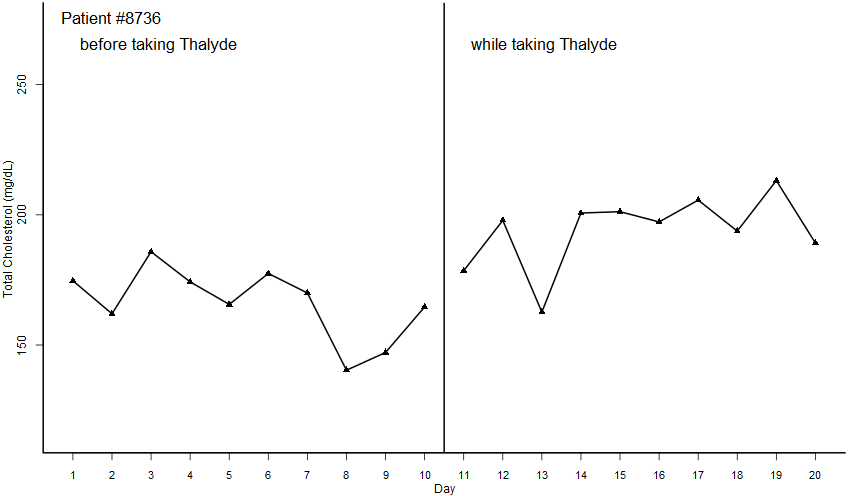 Patient #8736
before taking Thalyde
while taking Thalyde
Total Cholesterol (mg/dL)
250
200
150
1 2 3 4 5 6 7 8 9 10 11 12 13 14 15 16 17 18 19 20
Day